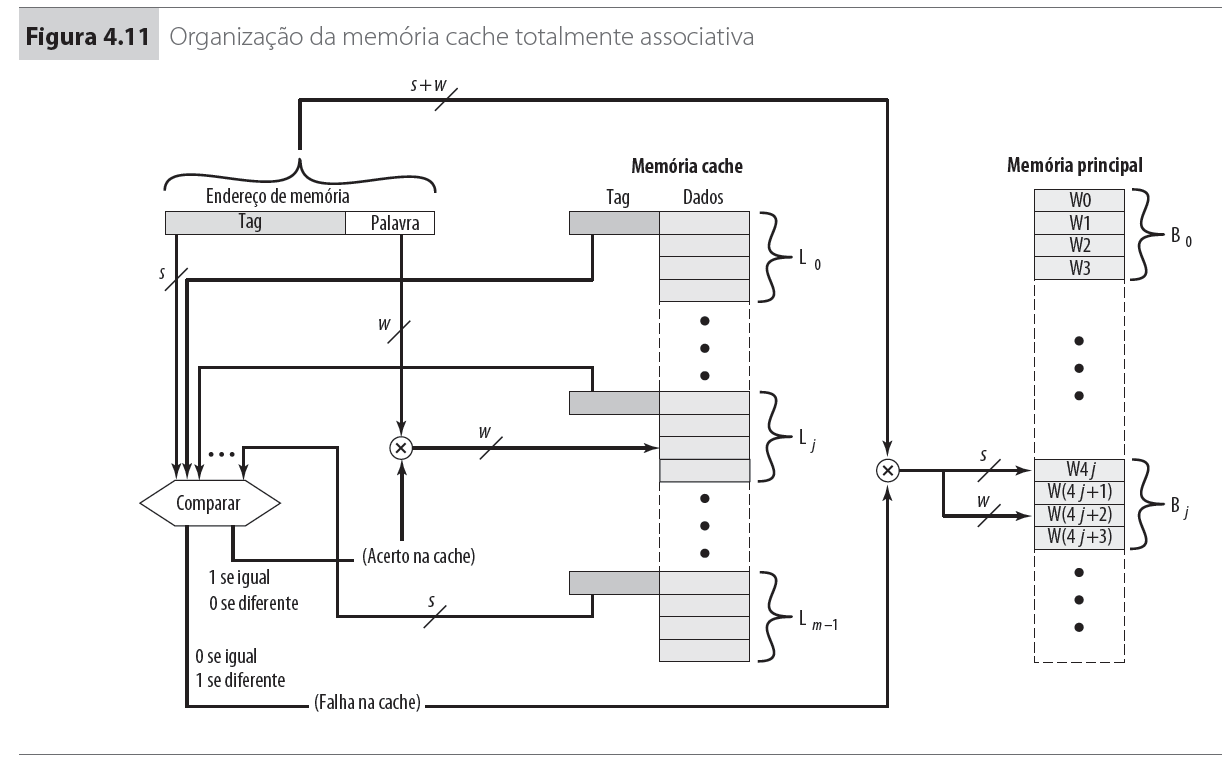 Figura 4.11 Organização da memória cache totalmente associativa
s+w
Memória cache
Memória principal
Endereço de memória
Tag
Dados
Tag
Palavra
W0
W1
W2
W3
B 0
L 0
s
w
L j
w
s
w
W4j
W(4 j+1)
W(4 j+2)
W(4 j+3)
B j
Comparar
(Acerto na cache)
1 se igual
0 se diferente
s
L m–1
0 se igual
1 se diferente
(Falha na cache)